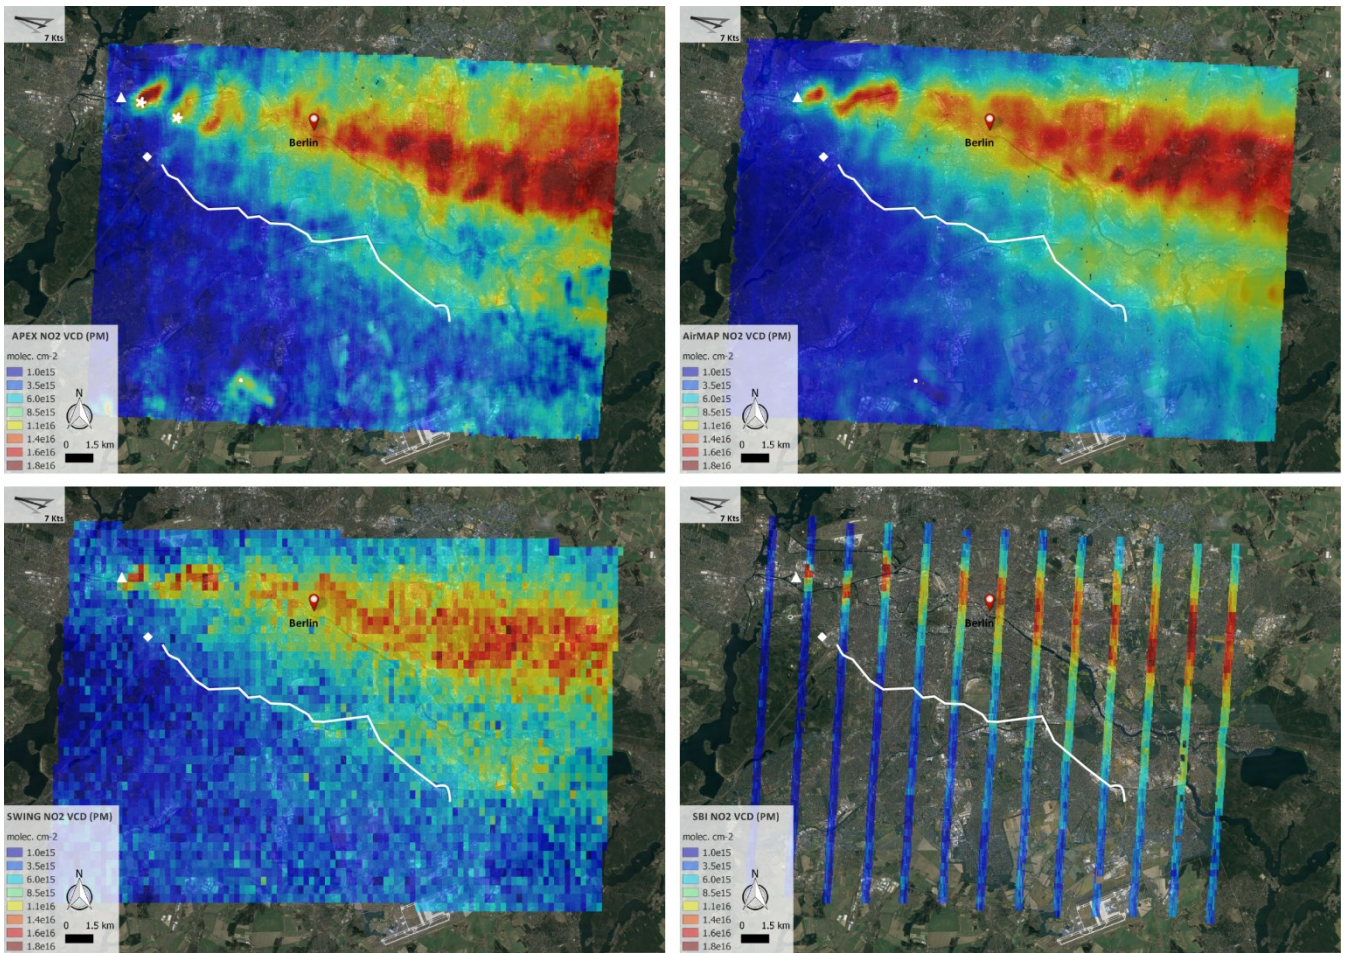 7 Kts
Berlin
APEX NO2 VCD (PM)
molec. cm-2
1.0e15
3.5e15
6.0e15
8.5e15
1.1e16
1.4e16
1.6e16
1.8e16
N
0 1.5 km
7 Kts
Berlin
AirMAP NO2 VCD (PM)
molec. cm-2
1.0e15
3.5e15
6.0e15
8.5e15
1.1e16
1.4e16
1.6e16
1.8e16
N
0 1.5 km
7 Kts
Berlin
SWING NO2 VCD (PM)
molec. cm-2
1.0e15
3.5e15
6.0e15
8.5e15
1.1e16
1.4e16
1.6e16
1.8e16
N
0 1.5 km
7 Kts
Berlin
SBI NO2 VCD (PM)
molec. cm-2
1.0e15
3.5e15
6.0e15
8.5e15
1.1e16
1.4e16
1.6e16
1.8e16
N
0 1.5 km